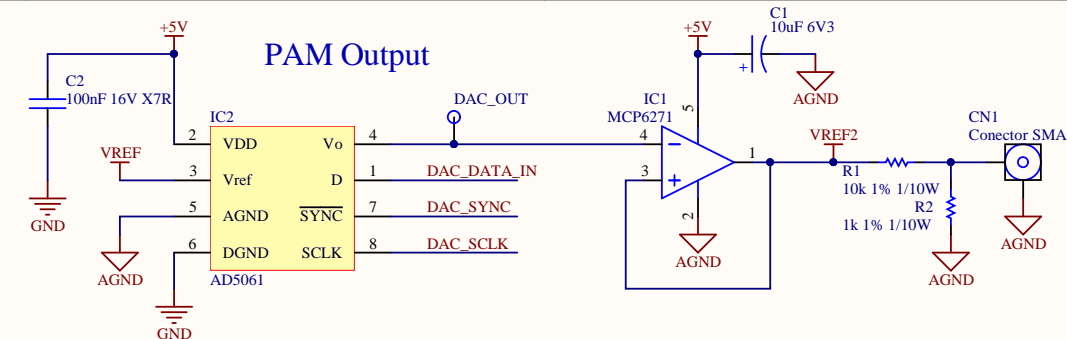 PAM Output
+5V
C2
100nF 16V X7R
GND
IC2
2 VDD Vo 4
3 Vref D 1
5 AGND SYNC 7
6 DGND SCLK 8
AD5061
VREF
AGND
GND
DAC_OUT
DAC_DATA_IN
DAC_SYNC
DAC_SCLK
+5V
C1
10uF 6V3
+
AGND
IC1
MCP6271
5
4
3
1
2
AGND
VREF2
R1
10k 1% 1/10W
R2
1k 1% 1/10W
AGND
CN1
Conector SMA
AGND